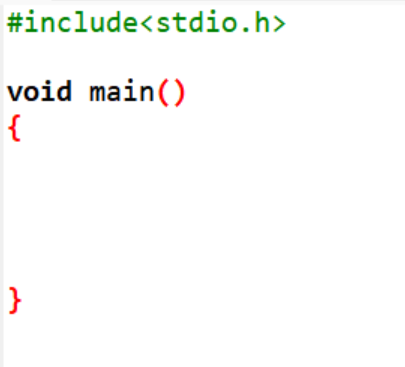 #include<stdio.h>
void main()
{
}